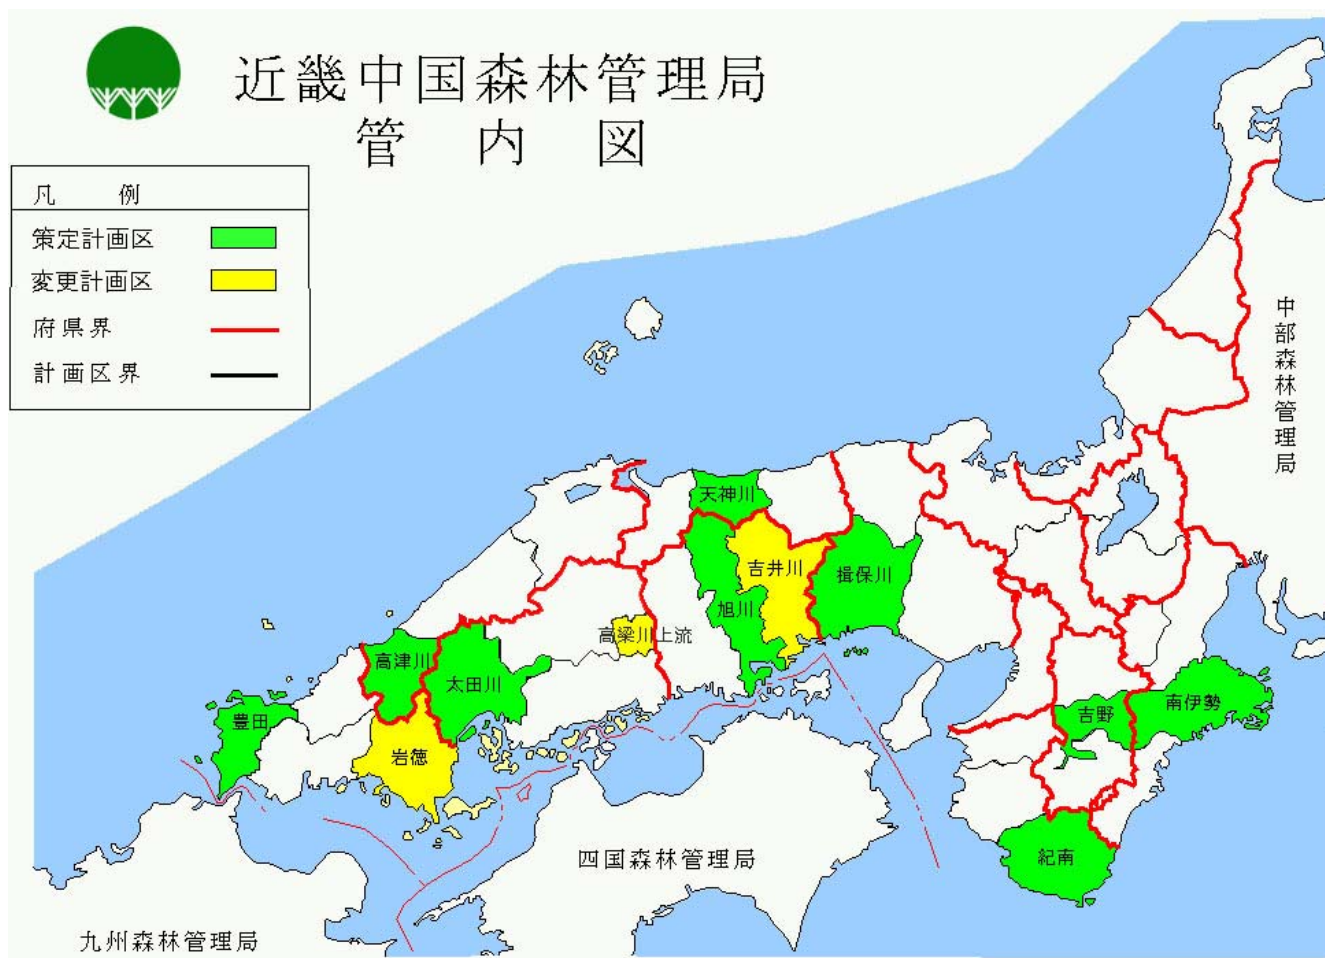 近畿中国森林管理局
管内図
凡例
策定計画区
変更計画区
府県界
計画区界
中部森林管理局
天神川
吉井川
揖保川
旭川
高梁川上流
高津川
太田川
豊田
岩徳
吉野
南伊勢
紀南
四国森林管理局
九州森林管理局